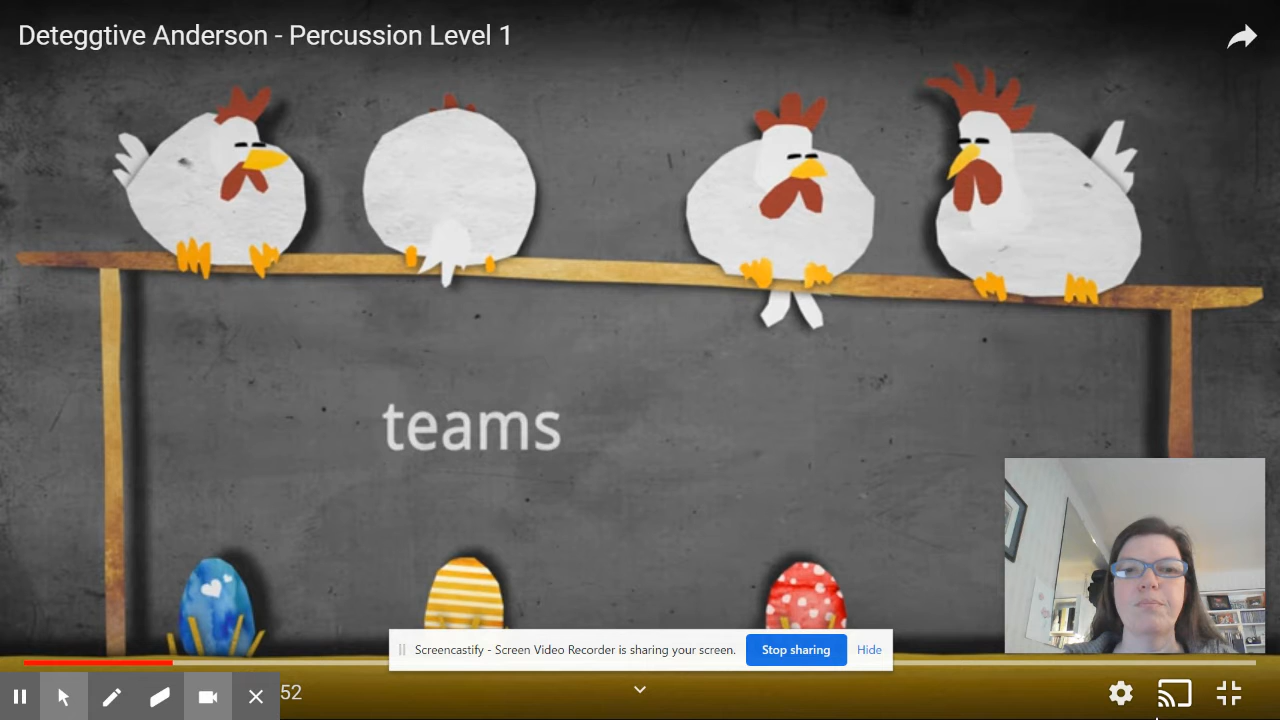 Deteggtive Anderson - Percussion Level 1
teams
Screencastify - Screen Video Recorder is sharing your screen.
Stop sharing
Hide
52